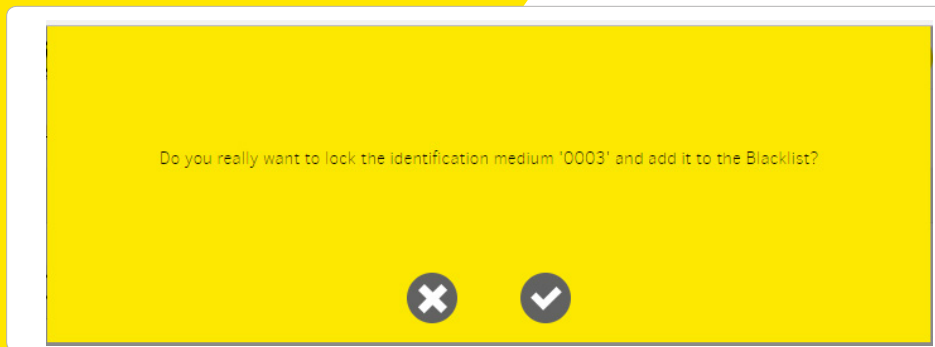 Do you really want to lock the identification medium '0003' and add it to the Blacklist?